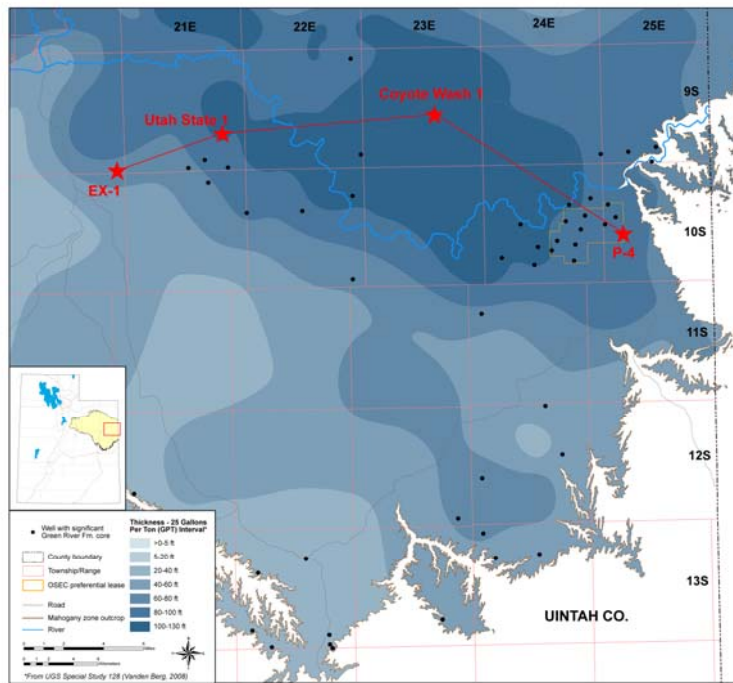 21E
22E
23E
24E
25E
9S
Coyote Wash 1
Utah State 1
EX-1
10S
P-4
11S
12S
13S
UINTAH CO.
Well with significant
Green River Fm. core
County boundary
Township/Range
OSEC preferential lease
Road
Mahogany zone outcrop
River
Thickness - 25 Gallons
Per Ton (GPT) Interval*
>0-5 ft
5-20 ft
20-40 ft
40-60 ft
60-80 ft
80-100 ft
100-130 ft
*From UGS Special Study 128 (Vanden Berg, 2008)